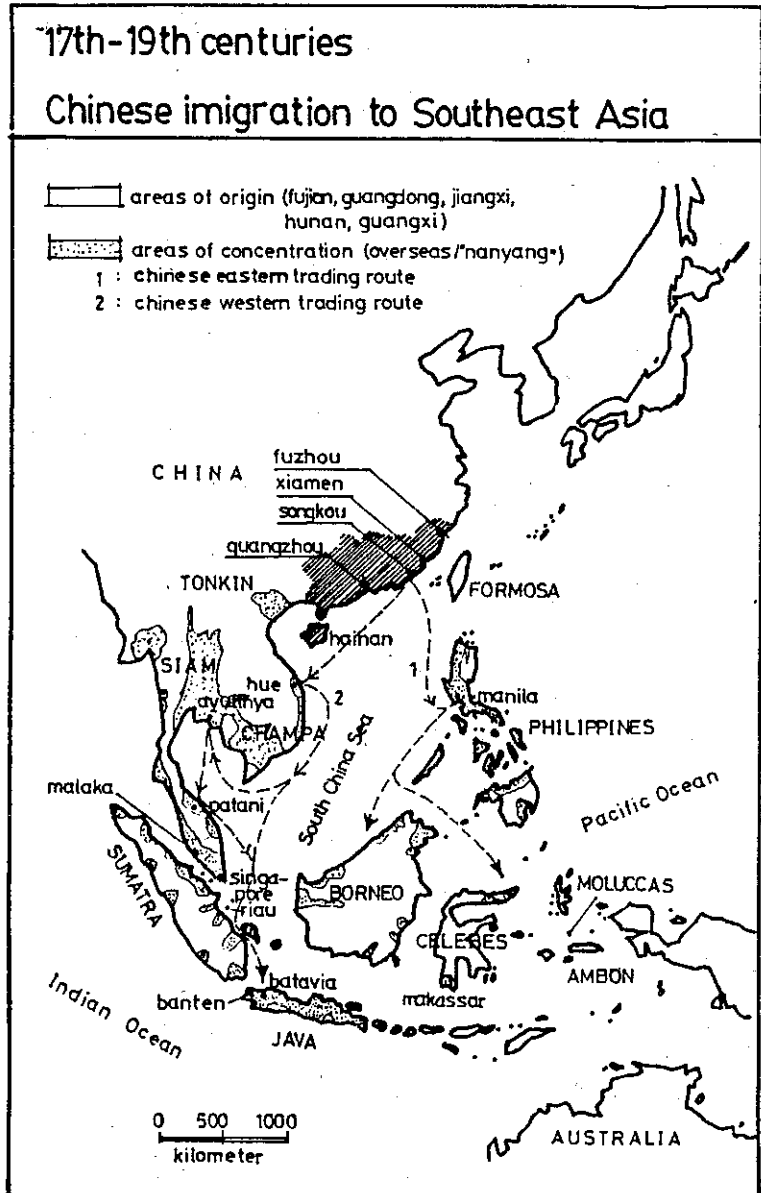 17th-19th centuries
Chinese imigration to Southeast Asia
areas of origin (fujian, guangdong, jiangxi,
hunan, guangxi)
areas of concentration (overseas/"nanyang")
1 : chinese eastern trading route
2 : chinese western trading route
CHINA
fuzhou
xiamen
songkou
quangzhou
TONKIN
FORMOSA
hainan
SIAM
hue
1
2
manila
CHAMPA
PHILIPPINES
South China Sea
malaka
patani
Pacific Ocean
SUMATRA
singa-
pore
riau
BORNEO
MOLUCCAS
CELEBES
AMBON
batavia
makassar
banten
Indian Ocean
JAVA
0 500 1000
kilometer
AUSTRALIA